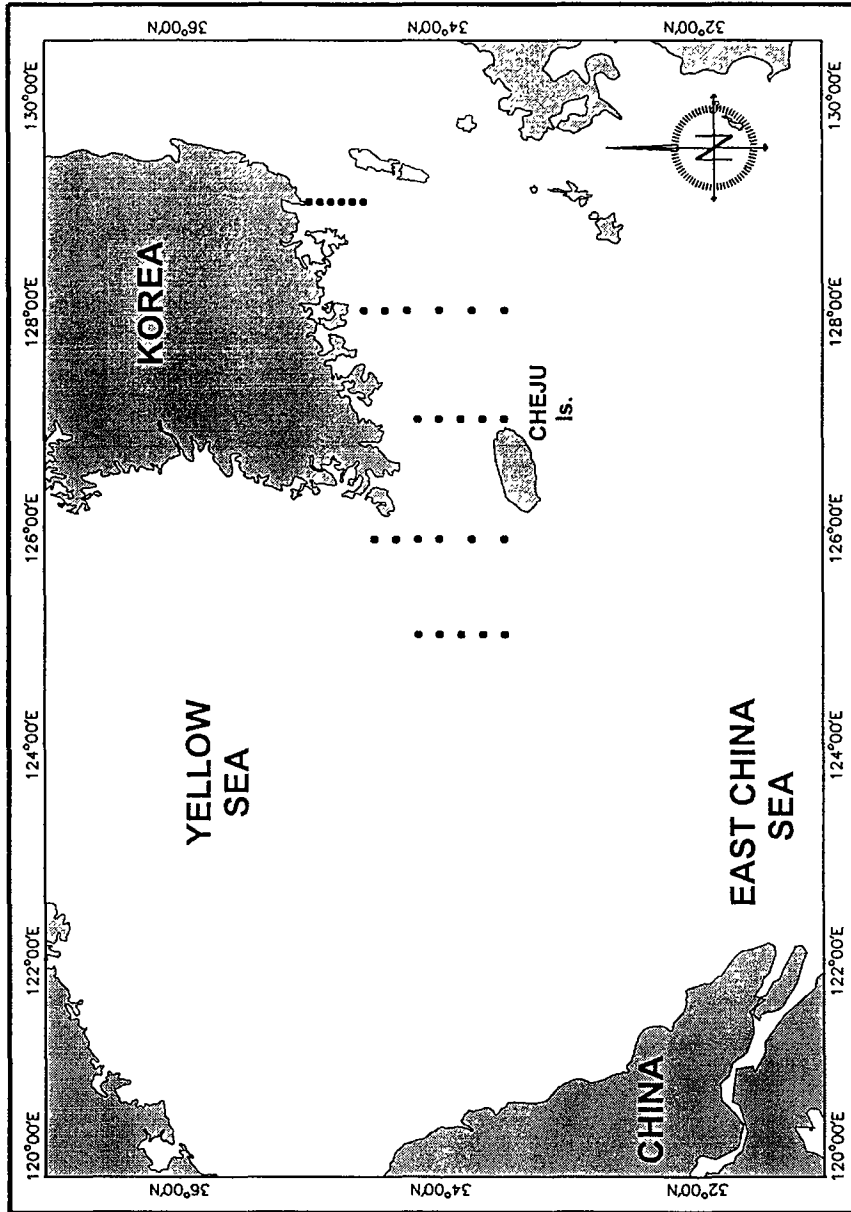 120°00'E
122°00'E
124°00'E
126°00'E
128°00'E
130°00'E
36°00'N
36°00'N
KOREA
YELLOW
SEA
34°00'N
34°00'N
CHEJU
Is.
CHINA
32°00'N
32°00'N
N
EAST CHINA
SEA
120°00'E
122°00'E
124°00'E
126°00'E
128°00'E
130°00'E